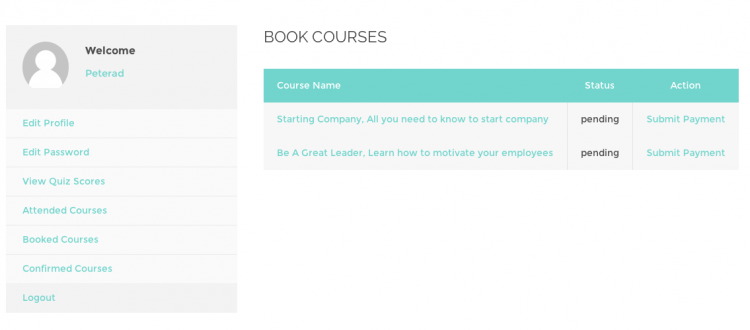 Welcome
Peterad
Edit Profile
Edit Password
View Quiz Scores
Attended Courses
Booked Courses
Confirmed Courses
Logout
BOOK COURSES
Course Name Status Action
Starting Company, All you need to know to start company pending Submit Payment
Be A Great Leader, Learn how to motivate your employees pending Submit Payment